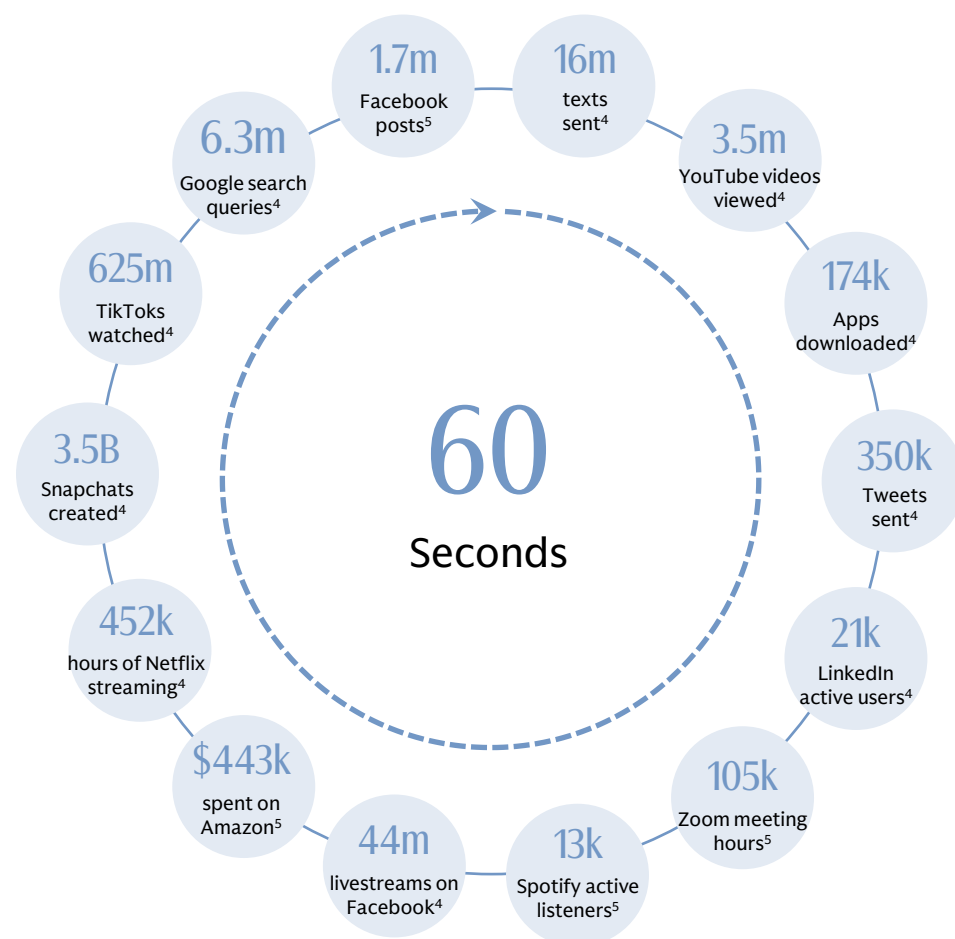 1.7m
Facebook
posts⁵
16m
texts
sent⁴
3.5m
YouTube videos
viewed⁴
174k
Apps
downloaded⁴
350k
Tweets
sent⁴
21k
LinkedIn
active users⁴
105k
Zoom meeting
hours⁵
13k
Spotify active
listeners⁵
44m
livestreams on
Facebook⁴
$443k
spent on
Amazon⁵
452k
hours of Netflix
streaming⁴
3.5B
Snapchats
created⁴
625m
TikToks
watched⁴
6.3m
Google search
queries⁴
60
Seconds